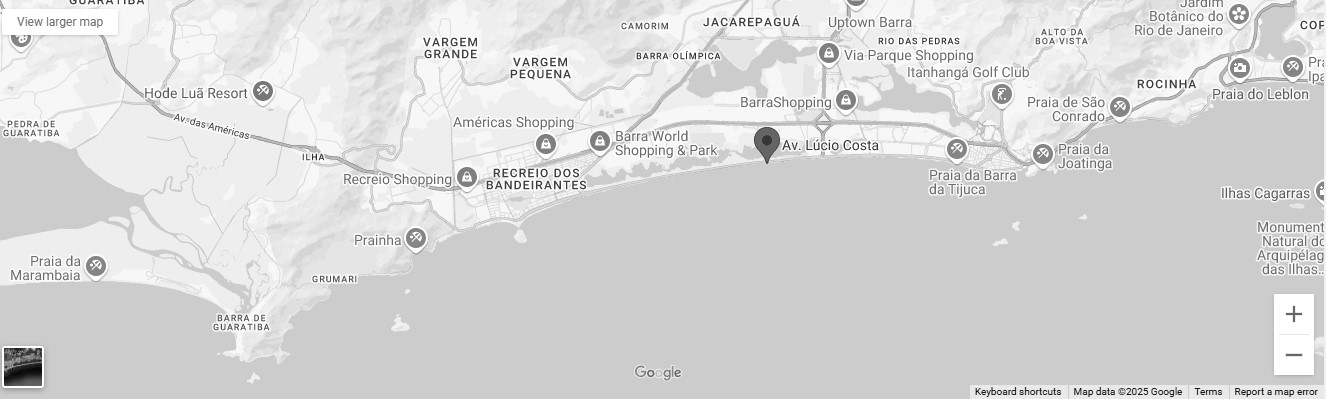 GUARATIBA
View larger map
CAMORIM
JACAREPAGUÁ
Uptown Barra
Jardim
Botânico do
Rio de Janeiro
VARGEM
GRANDE
VARGEM
PEQUENA
BARRA OLÍMPICA
RIO DAS PEDRAS
Via Parque Shopping
ALTO DA
BOA VISTA
Itanhangá Golf Club
ROCINHA
Praia do Leblon
Hode Luã Resort
Av. das Américas
PEDRA DE
GUARATIBA
ILHA
Américas Shopping
Barra World
Shopping & Park
BarraShopping
Av. Lúcio Costa
Praia de São
Conrado
Praia da
Joatinga
Praia da Barra
da Tijuca
Recreio Shopping
RECREIO DOS
BANDEIRANTES
Ilhas Cagarras
Prainha
Praia da
Marambaia
GRUMARI
BARRA DE
GUARATIBA
Natural do
das Ilhas...
Google
Keyboard shortcuts
Map data ©2025 Google
Terms
Report a map error